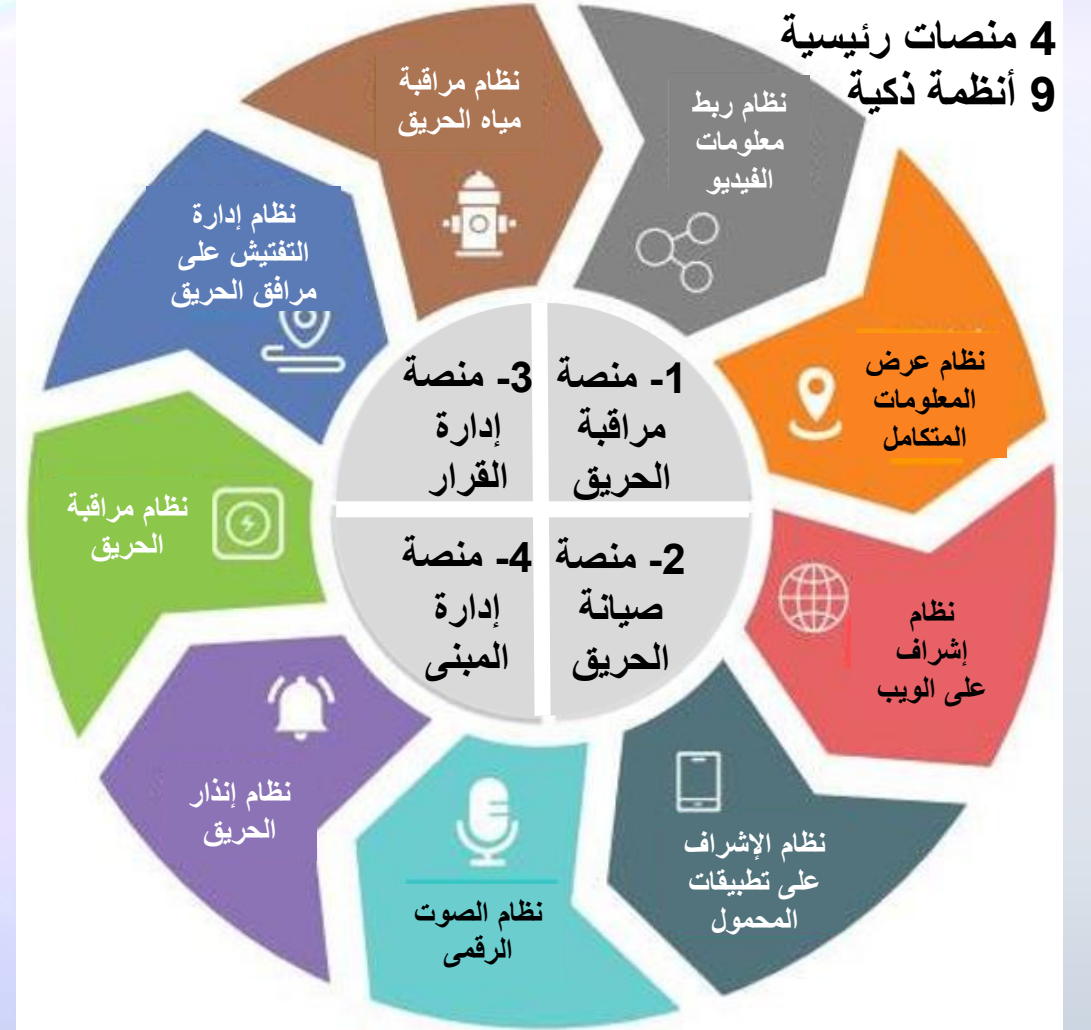 4 منصات رئيسية
9 أنظمة ذكية
نظام ربط
معلومات
الفيديو
نظام عرض
المعلومات
المتكامل
نظام
إشراف
على الويب
نظام الإشراف
على تطبيقات
المحمول
نظام الصوت
الرقمى
نظام إنذار
الحريق
نظام مراقبة
الحريق
نظام إدارة
التفتيش على
مرافق الحريق
نظام مراقبة
مياه الحريق
1- منصة
مراقبة
الحريق
2- منصة
صيانة
الحريق
3- منصة
إدارة
القرار
4- منصة
إدارة
المبنى